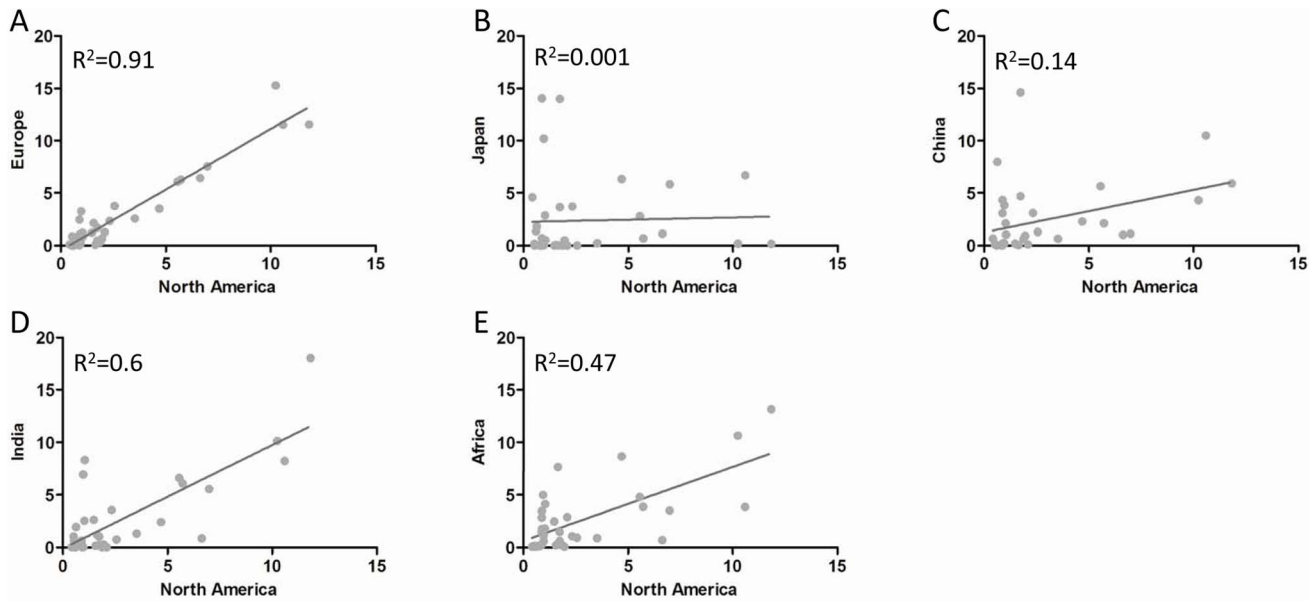 A
R²=0.91
20
15
10
5
0
Europe
0 5 10 15
North America
B
R²=0.001
20
15
10
5
0
Japan
0 5 10 15
North America
C
R²=0.14
20
15
10
5
0
China
0 5 10 15
North America
D
R²=0.6
20
15
10
5
0
India
0 5 10 15
North America
E
R²=0.47
20
15
10
5
0
Africa
0 5 10 15
North America